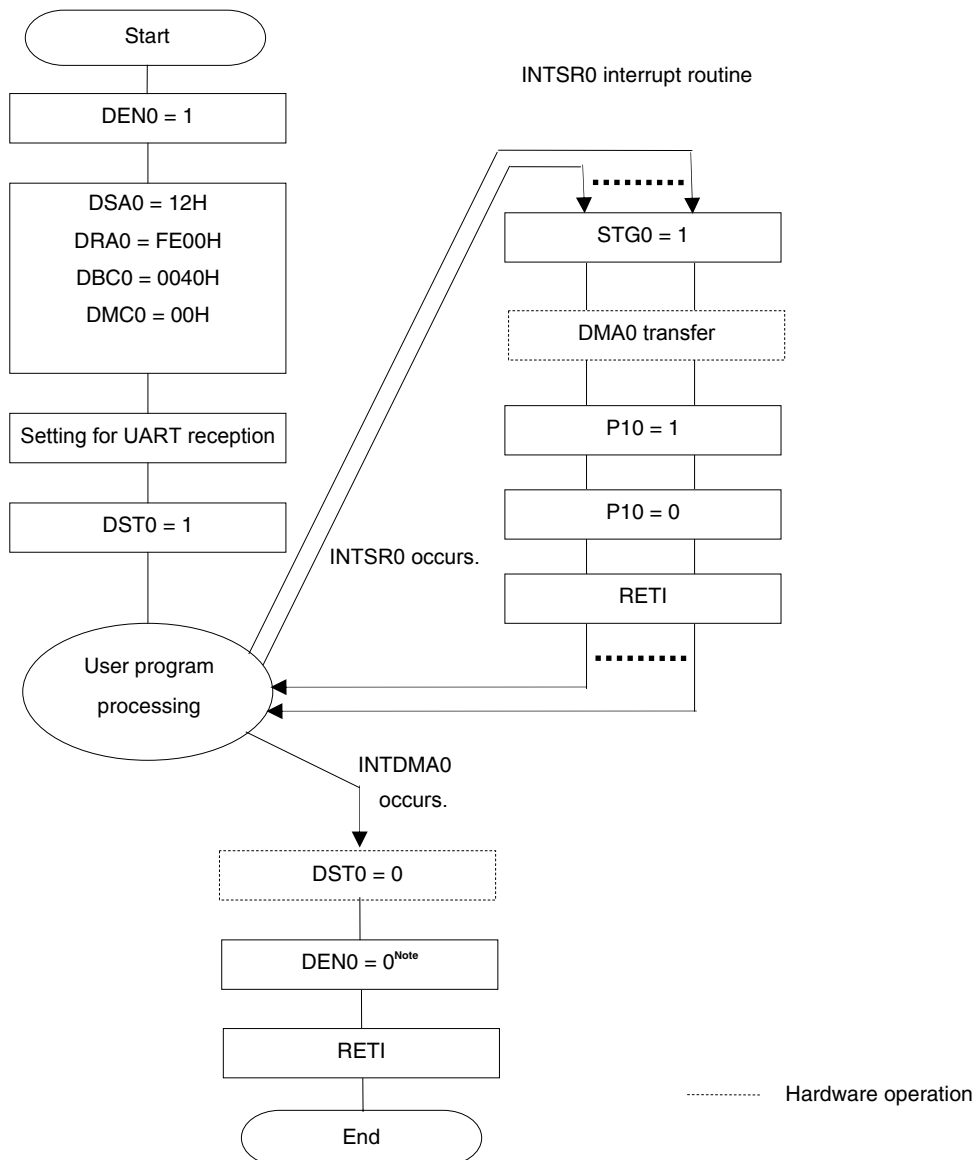 Start
DEN0 = 1
DSA0 = 12H
DRA0 = FE00H
DBC0 = 0040H
DMC0 = 00H
Setting for UART reception
DST0 = 1
User program
processing
INTSR0 occurs.
INTSR0 interrupt routine
STG0 = 1
DMA0 transfer
P10 = 1
P10 = 0
RETI
INTDMA0
occurs.
DST0 = 0
DEN0 = 0Note
RETI
End
Hardware operation